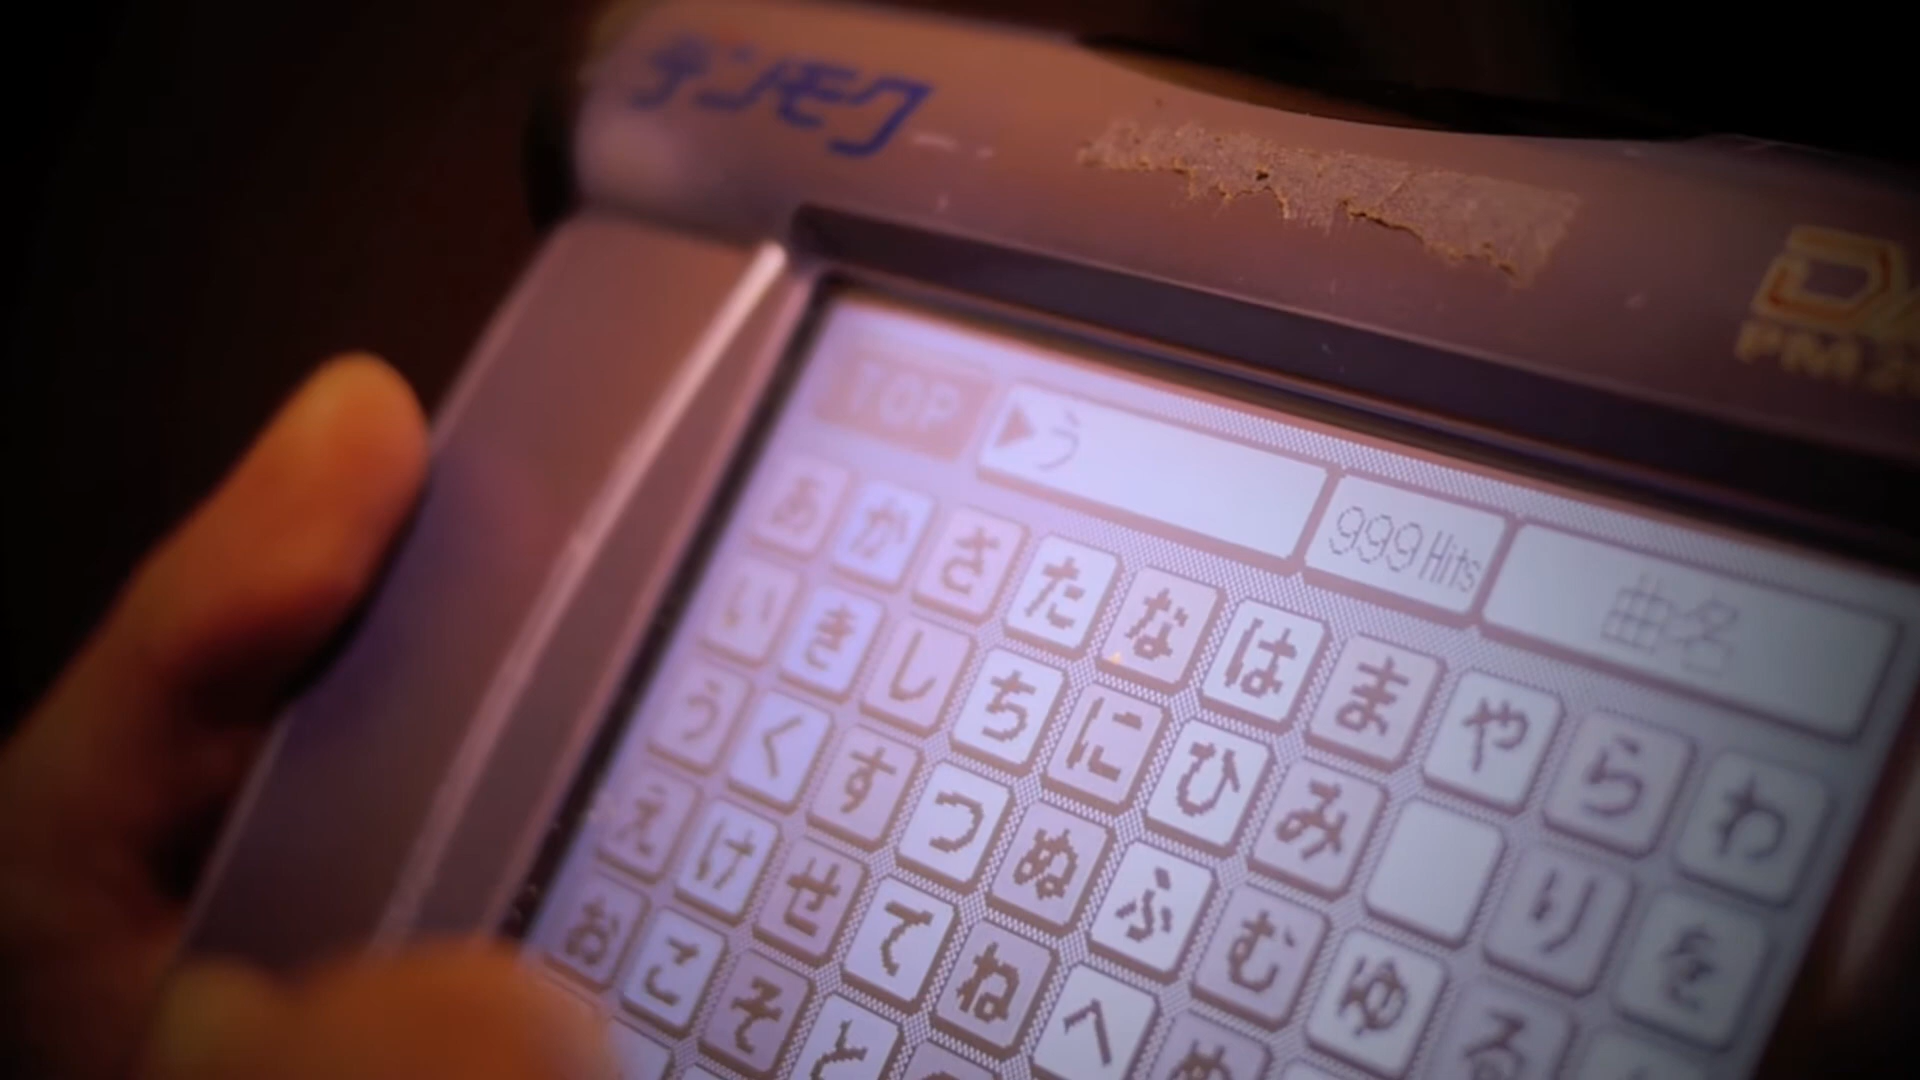 デンモク
TOP ▶う 999Hits 曲名
あ か さ た な は ま や ら わ
い き し ち に ひ み り を
う く す つ ぬ ふ む ゆ る
え け せ て ね へ め
お こ そ と